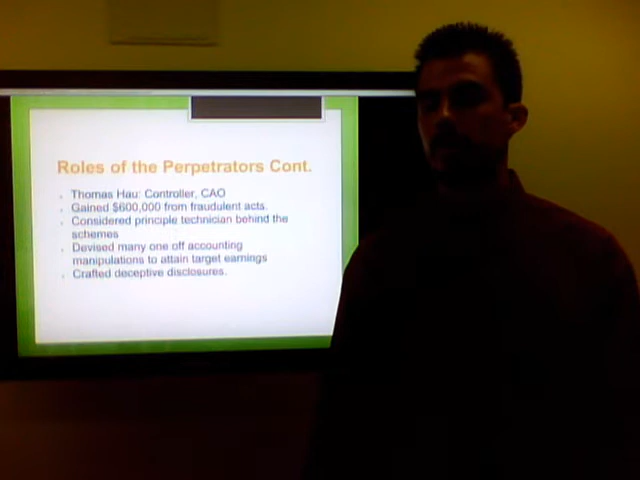 Roles of the Perpetrators Cont.
Thomas Hau: Controller, CAO
Gained $600,000 from fraudulent acts.
Considered principle technician behind the
schemes
Devised many one off accounting
manipulations to attain target earnings
Crafted deceptive disclosures.